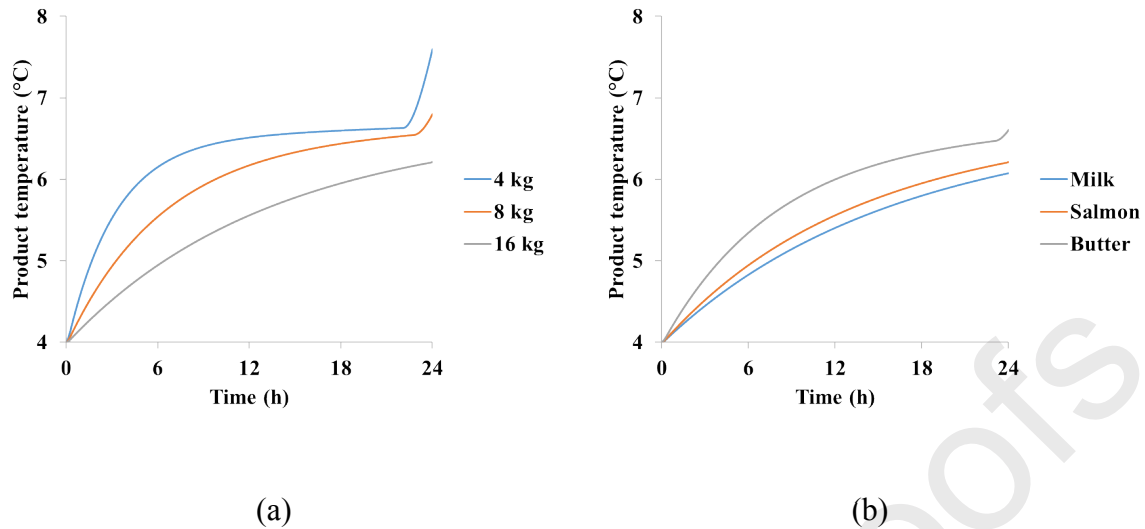 Product temperature (°C)
8
7
6
5
4
0
6
12
18
24
Time (h)
4 kg
8 kg
16 kg
(a)
Product temperature (°C)
8
7
6
5
4
0
6
12
18
24
Time (h)
Milk
Salmon
Butter
(b)
oofs